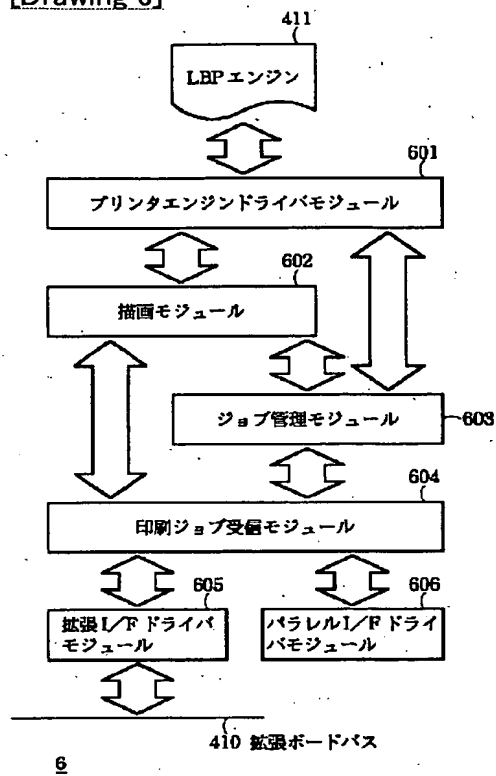 [Drawing 6]
411
LBPエンジン
601
プリンタエンジンドライバモジュール
602
描画モジュール
ジョブ管理モジュール
603
604
印刷ジョブ受信モジュール
605
拡張I/Fドライバ
モジュール
606
パラレルI/Fドライ
バモジュール
410 拡張ボードバス
6